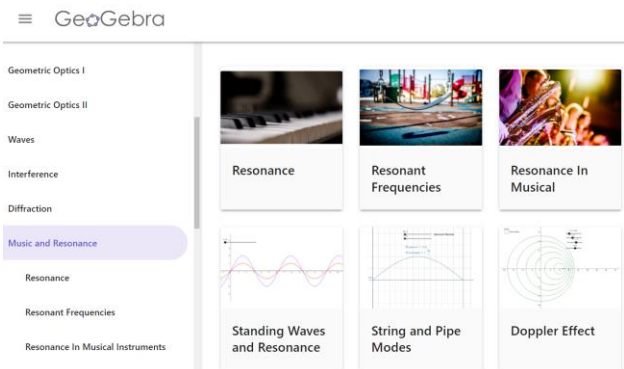 GeoGebra
Geometric Optics I
Geometric Optics II
Waves
Interference
Diffraction
Music and Resonance
Resonance
Resonant Frequencies
Resonance In Musical Instruments
Resonance
Resonant
Frequencies
Resonance In
Musical
Standing Waves
and Resonance
String and Pipe
Modes
Doppler Effect